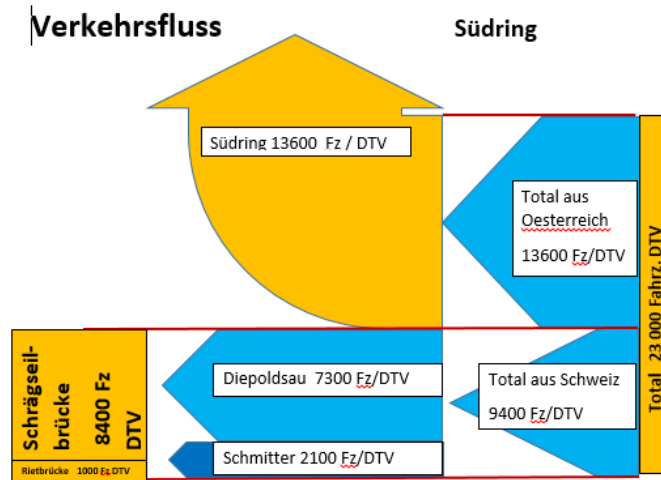 Verkehrsfluss
Südring
Südring 13600 Fz / DTV
Total aus
Oesterreich
13600 Fz/DTV
Total 23 000 Fahrz. DTV
Diepoldsau 7300 Fz/DTV
Total aus Schweiz
9400 Fz/DTV
Schmitter 2100 Fz/DTV
Schrägseil-
brücke
8400 Fz
DTV
Rietbrücke 1000 Fz DTV